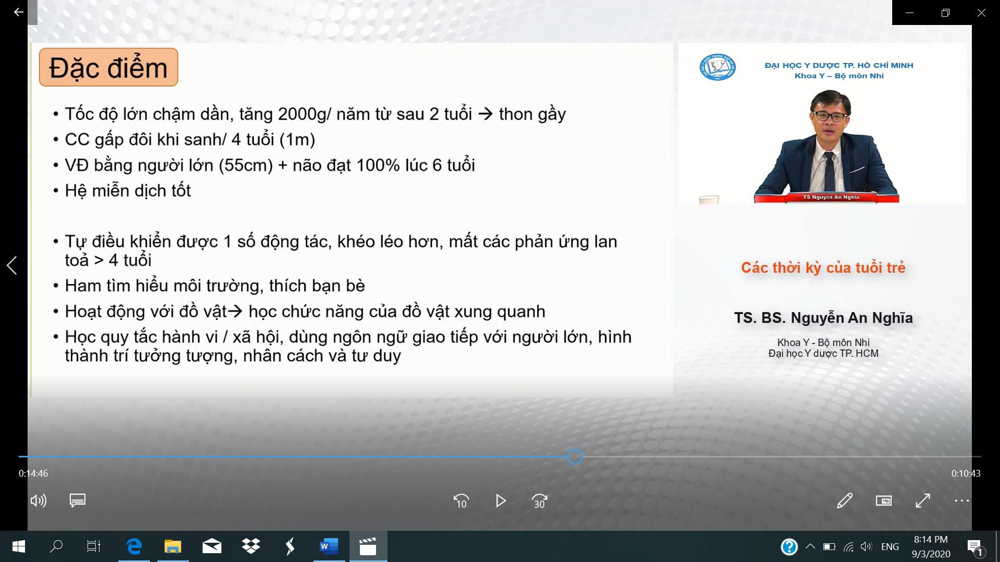 Đặc điểm
• Tốc độ lớn chậm dần, tăng 2000g/ năm từ sau 2 tuổi → thon gầy
• CC gấp đôi khi sanh/ 4 tuổi (1m)
• VĐ bằng người lớn (55cm) + não đạt 100% lúc 6 tuổi
• Hệ miễn dịch tốt
• Tự điều khiển được 1 số động tác, khéo léo hơn, mất các phản ứng lan
toả > 4 tuổi
• Ham tìm hiểu môi trường, thích bạn bè
• Hoạt động với đồ vật→ học chức năng của đồ vật xung quanh
• Học quy tắc hành vi / xã hội, dùng ngôn ngữ giao tiếp với người lớn, hình
thành trí tưởng tượng, nhân cách và tư duy
ĐẠI HỌC Y DƯỢC TP. HỒ CHÍ MINH
Khoa Y – Bộ môn Nhi
TS Nguyễn An Nghĩa
Các thời kỳ của tuổi trẻ
TS. BS. Nguyễn An Nghĩa
Khoa Y - Bộ môn Nhi
Đại học Y dược TP. HCM
0:14:46
0:10:43
10
30
W
ENG
8:14 PM
9/3/2020
1